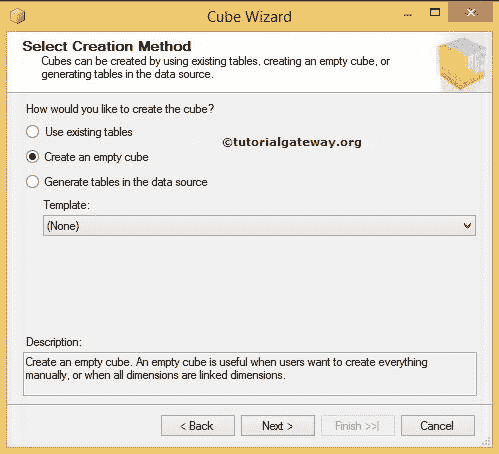 Cube Wizard
Select Creation Method
Cubes can be created by using existing tables, creating an empty cube, or
generating tables in the data source.
How would you like to create the cube?
Use existing tables
©tutorialgateway.org
Create an empty cube
Generate tables in the data source
Template:
(None)
Description:
Create an empty cube. An empty cube is useful when users want to create everything
manually, or when all dimensions are linked dimensions.
< Back
Next >
Finish >>|
Cancel